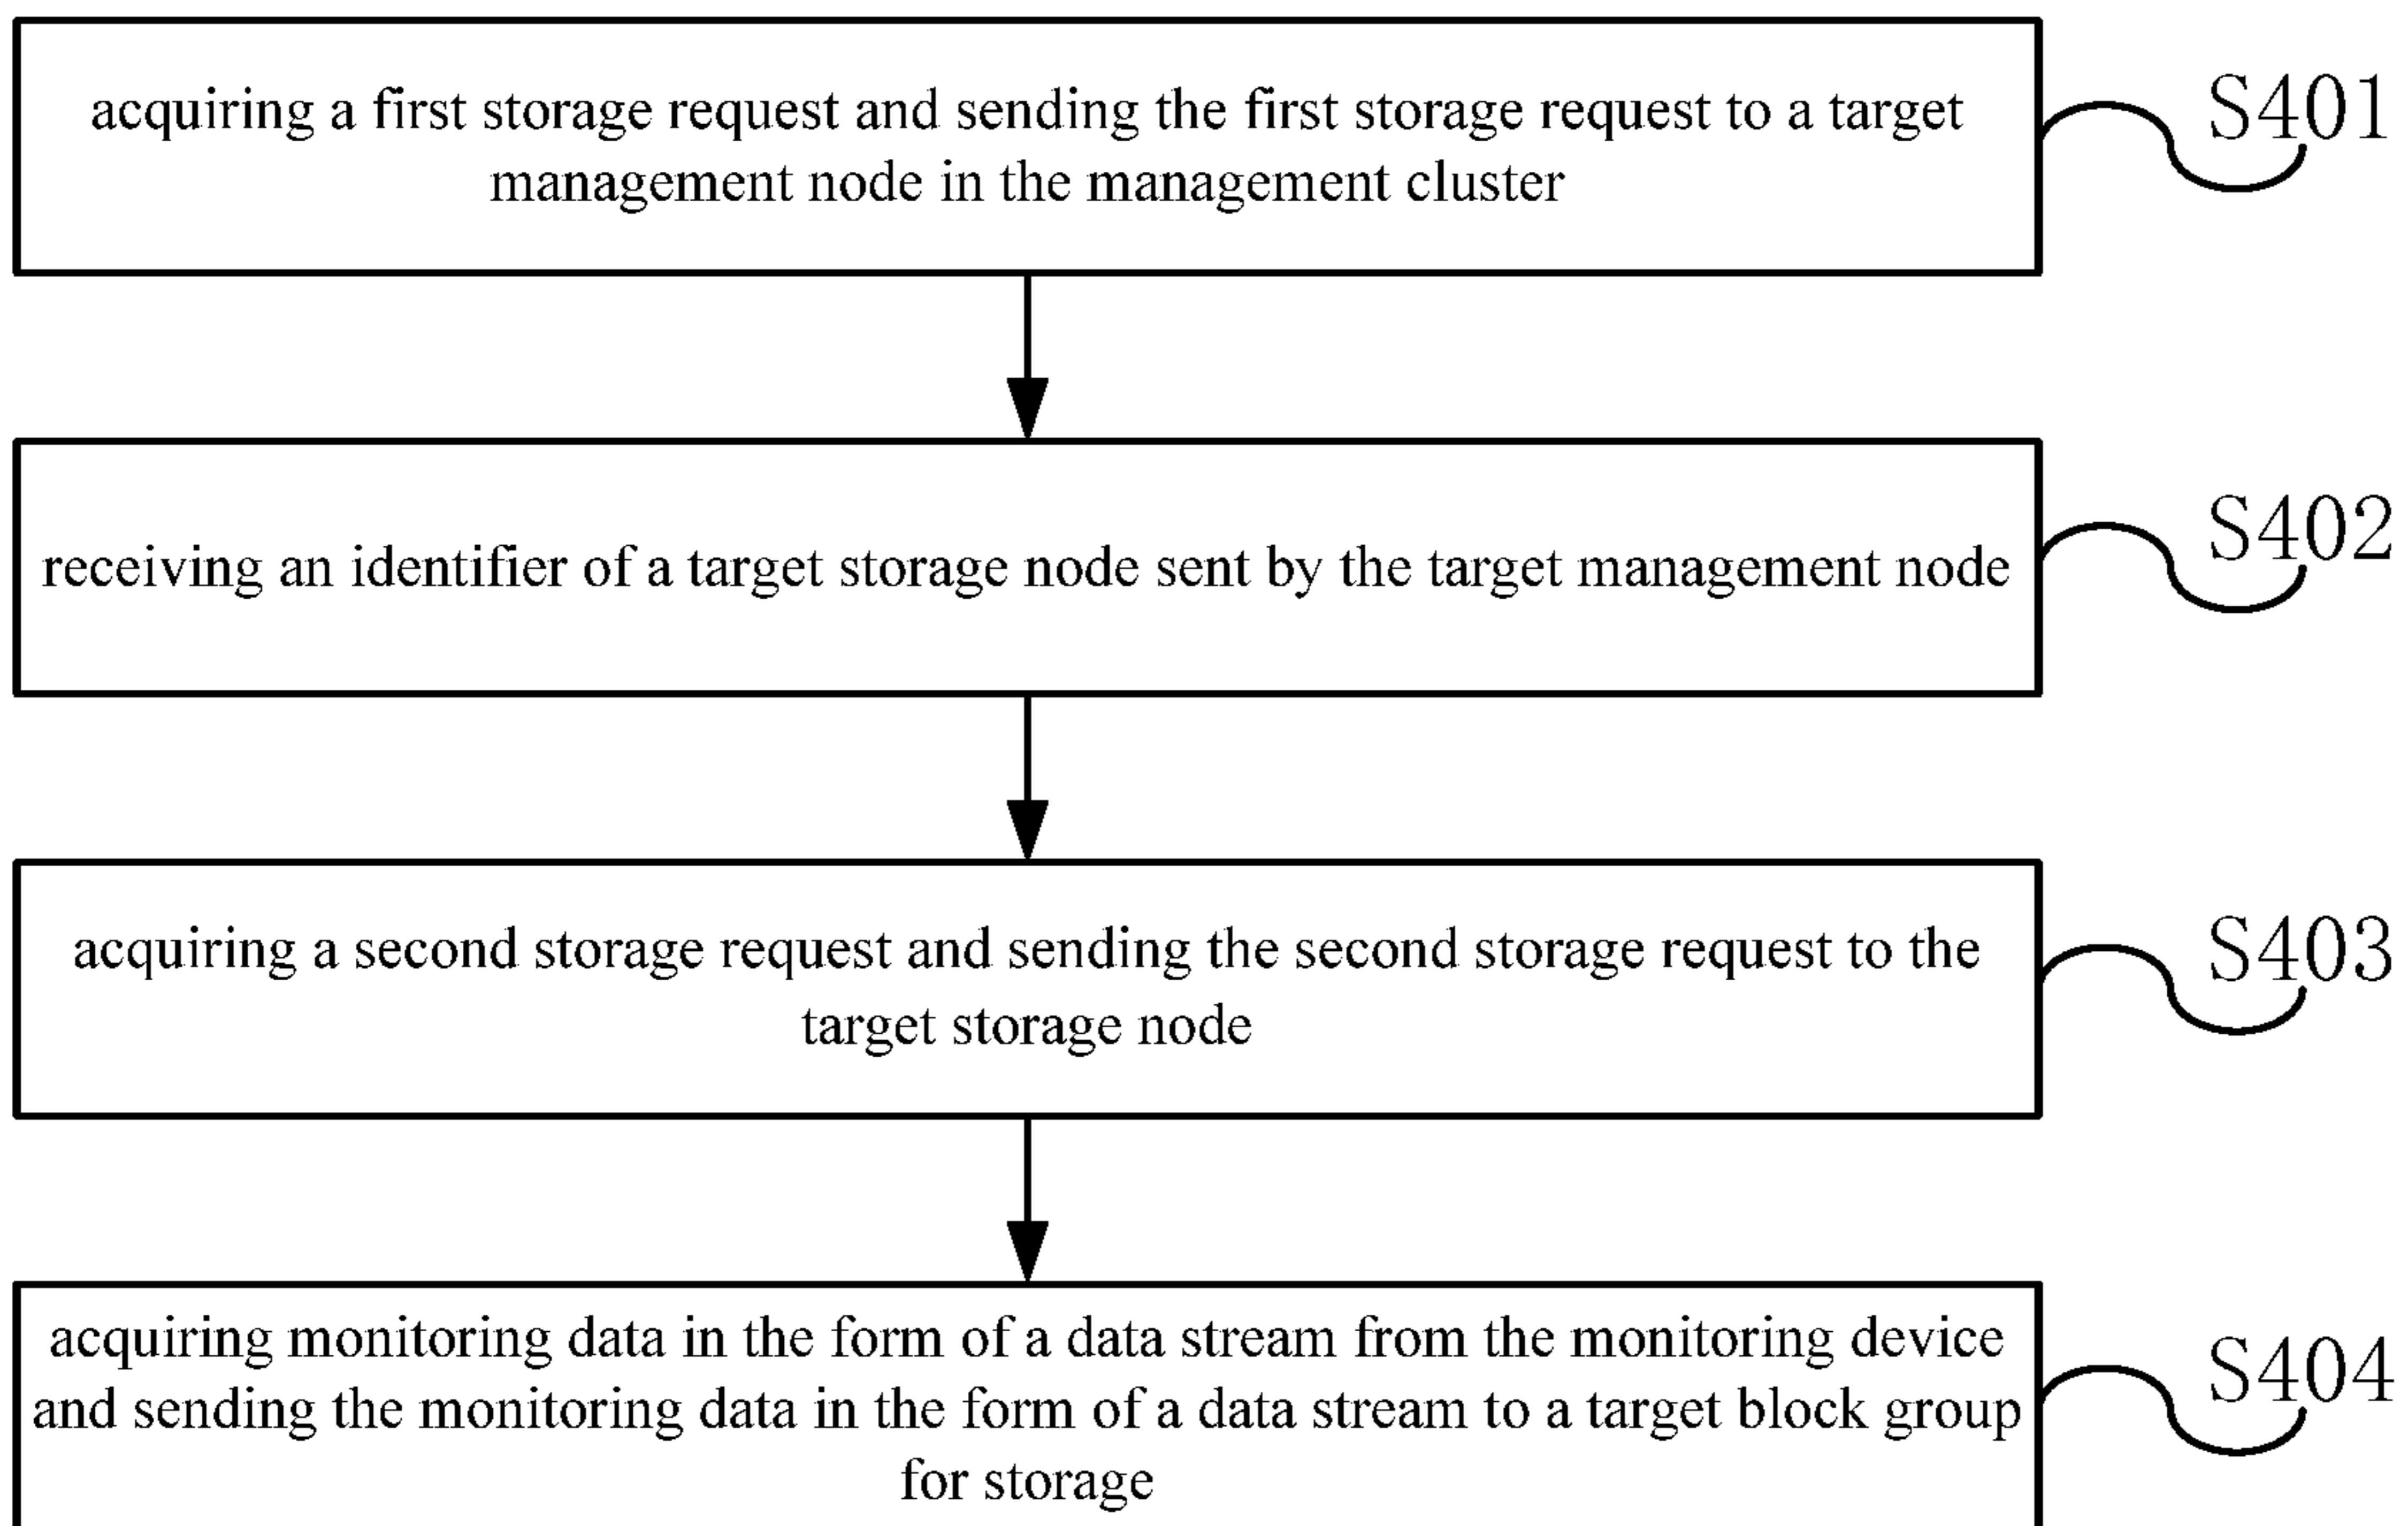 acquiring a first storage request and sending the first storage request to a target
management node in the management cluster
S401
receiving an identifier of a target storage node sent by the target management node
S402
acquiring a second storage request and sending the second storage request to the
target storage node
S403
acquiring monitoring data in the form of a data stream from the monitoring device
and sending the monitoring data in the form of a data stream to a target block group
for storage
S404